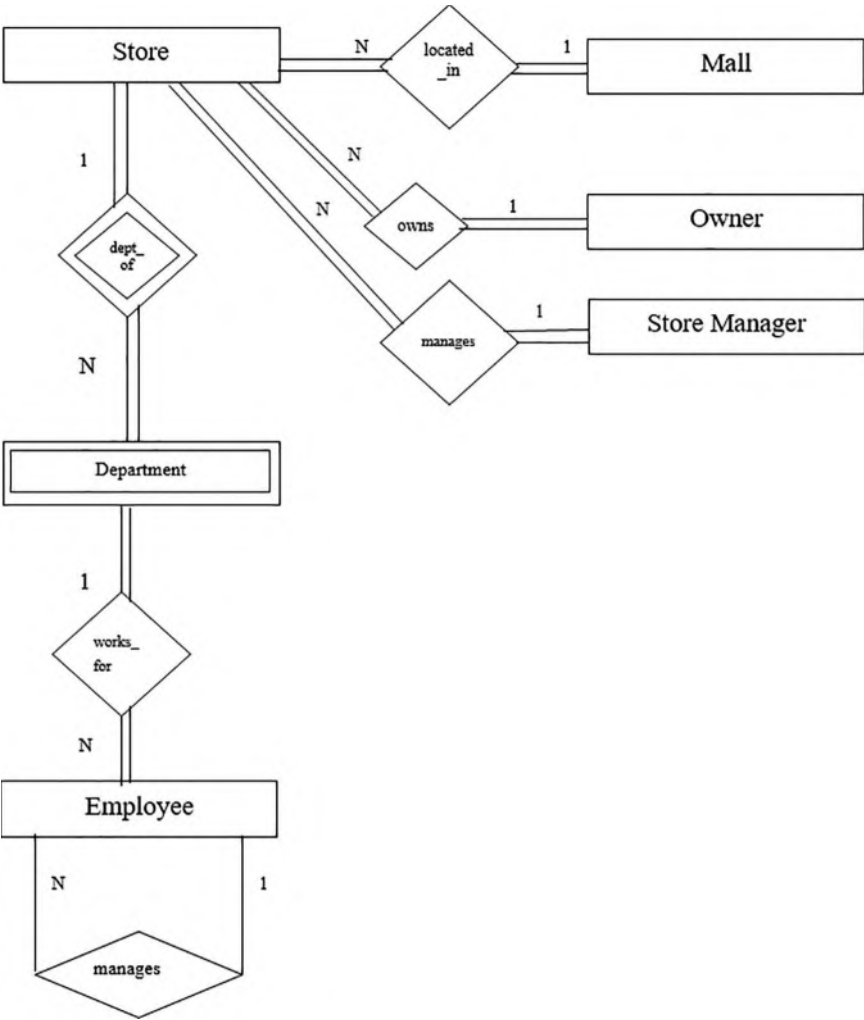 Store
N
located
_in
1
Mall
1
N
N
owns
1
Owner
dept_
of
manages
1
Store Manager
N
Department
1
works_
for
N
Employee
N
1
manages